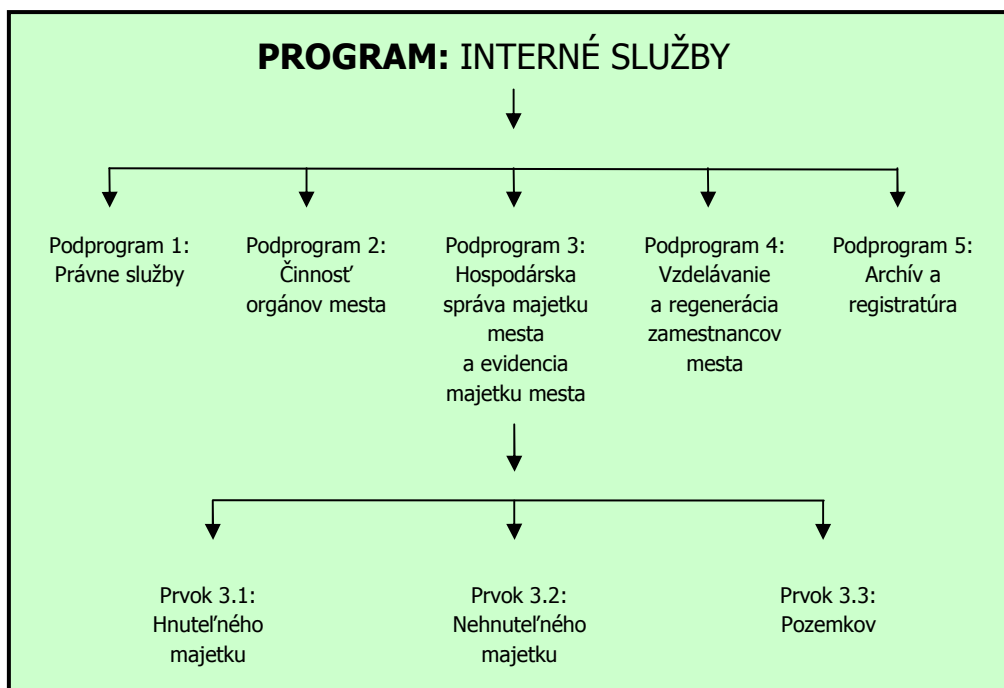 PROGRAM: INTERNÉ SLUŽBY
Podprogram 1:
Právne služby
Podprogram 2:
Činnosť
orgánov mesta
Podprogram 3:
Hospodárska
správa majetku
mesta
a evidencia
majetku mesta
Podprogram 4:
Vzdelávanie
a regenerácia
zamestnancov
mesta
Podprogram 5:
Archív a
registratúra
Prvok 3.1:
Hnuteľného
majetku
Prvok 3.2:
Nehnuteľného
majetku
Prvok 3.3:
Pozemkov